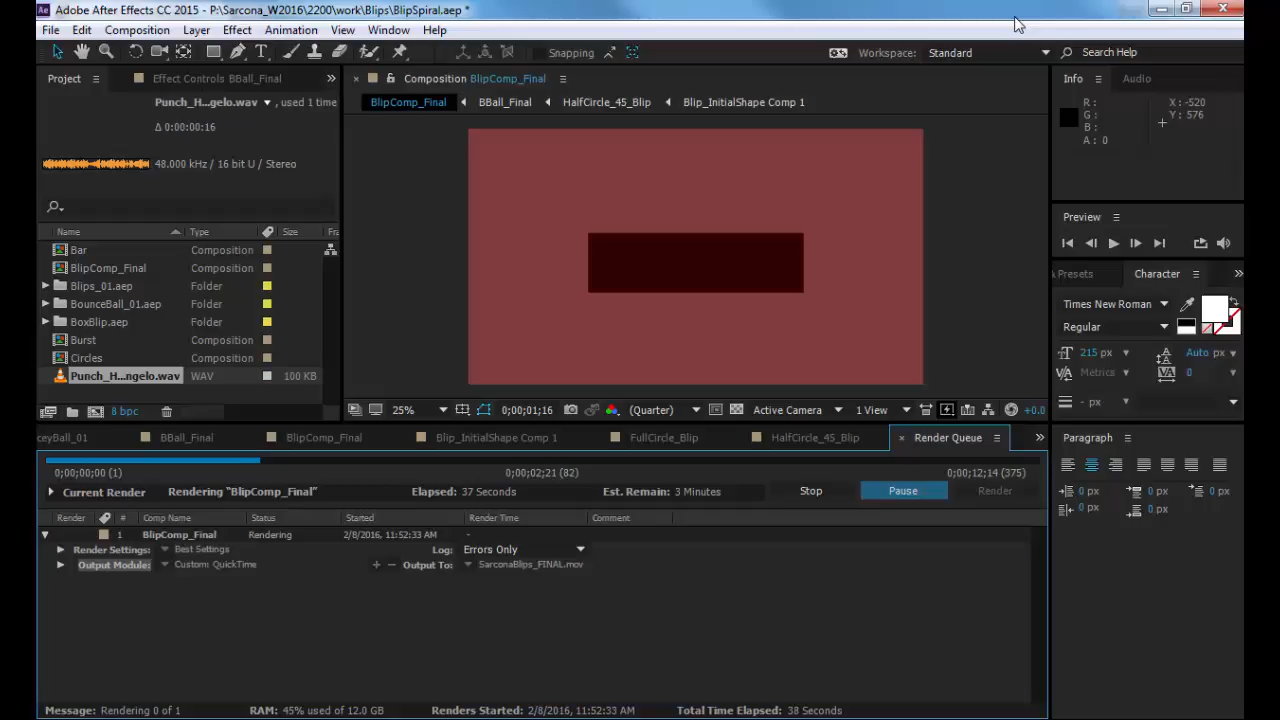 Ae Adobe After Effects CC 2015 - P:\Sarcona_W2016\2200\work\Blips\BlipSpiral.aep *
File Edit Composition Layer Effect Animation View Window Help
Snapping Workspace: Standard Search Help
Project Effect Controls BBall_Final » Composition BlipComp_Final Info Audio
Punch_H...gelo.wav ▼, used 1 time
Δ 0:00:00:16
48.000 kHz / 16 bit U / Stereo
BlipComp_Final BBall_Final HalfCircle_45_Blip Blip_InitialShape Comp 1
R : X : -520
G : Y : 576
B :
A : 0
Name Type Size Fra
Bar Composition
BlipComp_Final Composition
Blips_01.aep Folder
BounceBall_01.aep Folder
BoxBlip.aep Folder
Burst Composition
Circles Composition
Punch_H...ngelo.wav WAV 100 KB
8 bpc
25% 0;00;01;16 (Quarter) Active Camera 1 View +0.0
Preview
Presets Character »
Times New Roman
Regular
215 px Auto px
Metrics 0
- px
ceyBall_01 BBall_Final BlipComp_Final Blip_InitialShape Comp 1 FullCircle_Blip HalfCircle_45_Blip Render Queue »
0;00;00;00 (1) 0;00;02;21 (82) 0;00;12;14 (375)
Current Render Rendering "BlipComp_Final" Elapsed: 37 Seconds Est. Remain: 3 Minutes Stop Pause Render
Render # Comp Name Status Started Render Time Comment
1 BlipComp_Final Rendering 2/8/2016, 11:52:33 AM -
Render Settings: Best Settings Log: Errors Only
Output Module: Custom: QuickTime + − Output To: SarconaBlips_FINAL.mov
Paragraph
0 px 0 px 0 px
0 px 0 px
Message: Rendering 0 of 1 RAM: 45% used of 12.0 GB Renders Started: 2/8/2016, 11:52:33 AM Total Time Elapsed: 38 Seconds